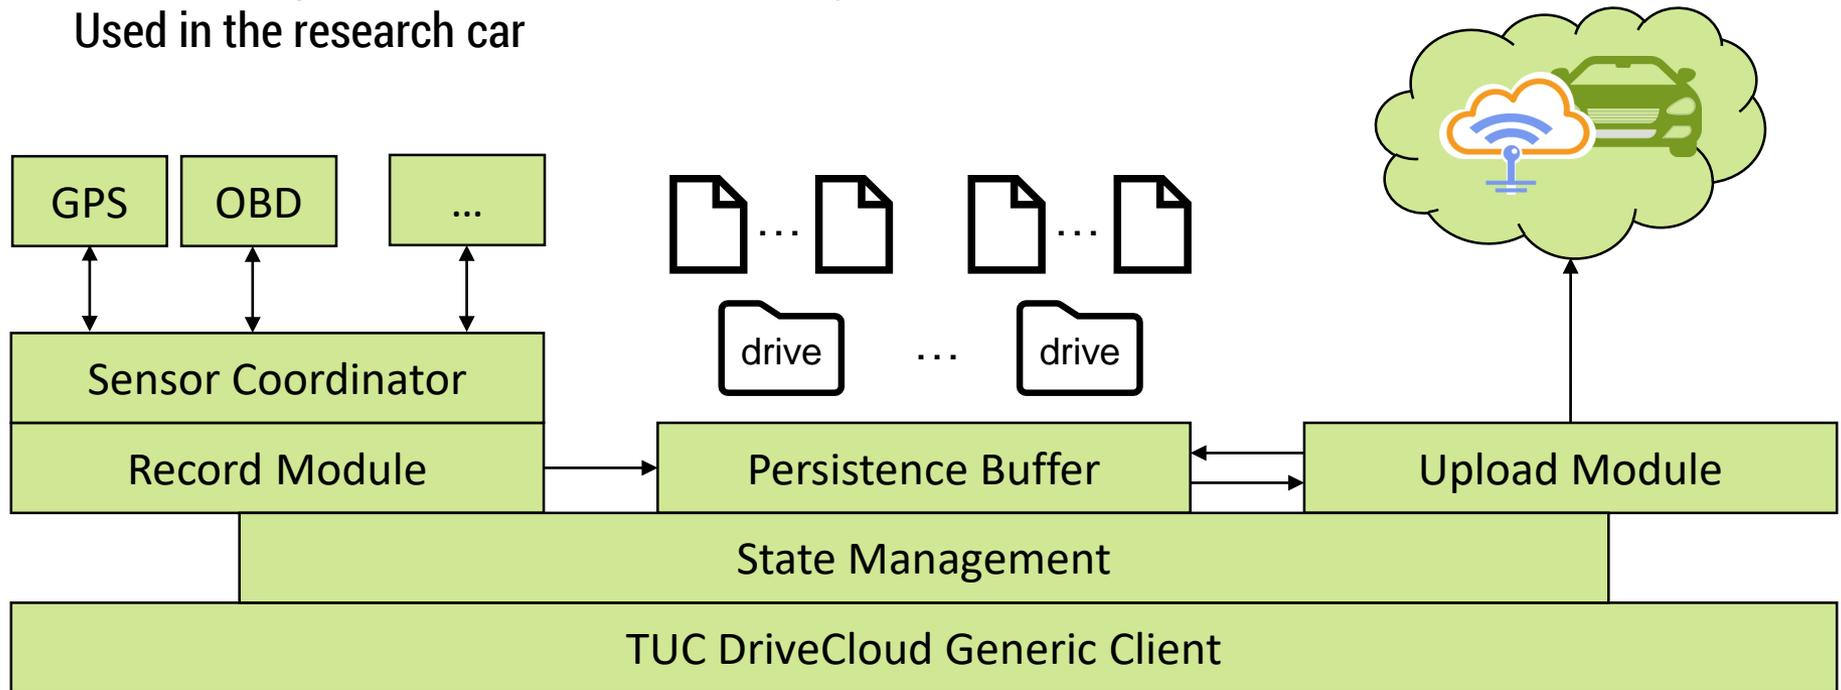 Used in the research car
GPS
OBD
...
... ...
drive ... drive
Sensor Coordinator
Record Module
Persistence Buffer
Upload Module
State Management
TUC DriveCloud Generic Client